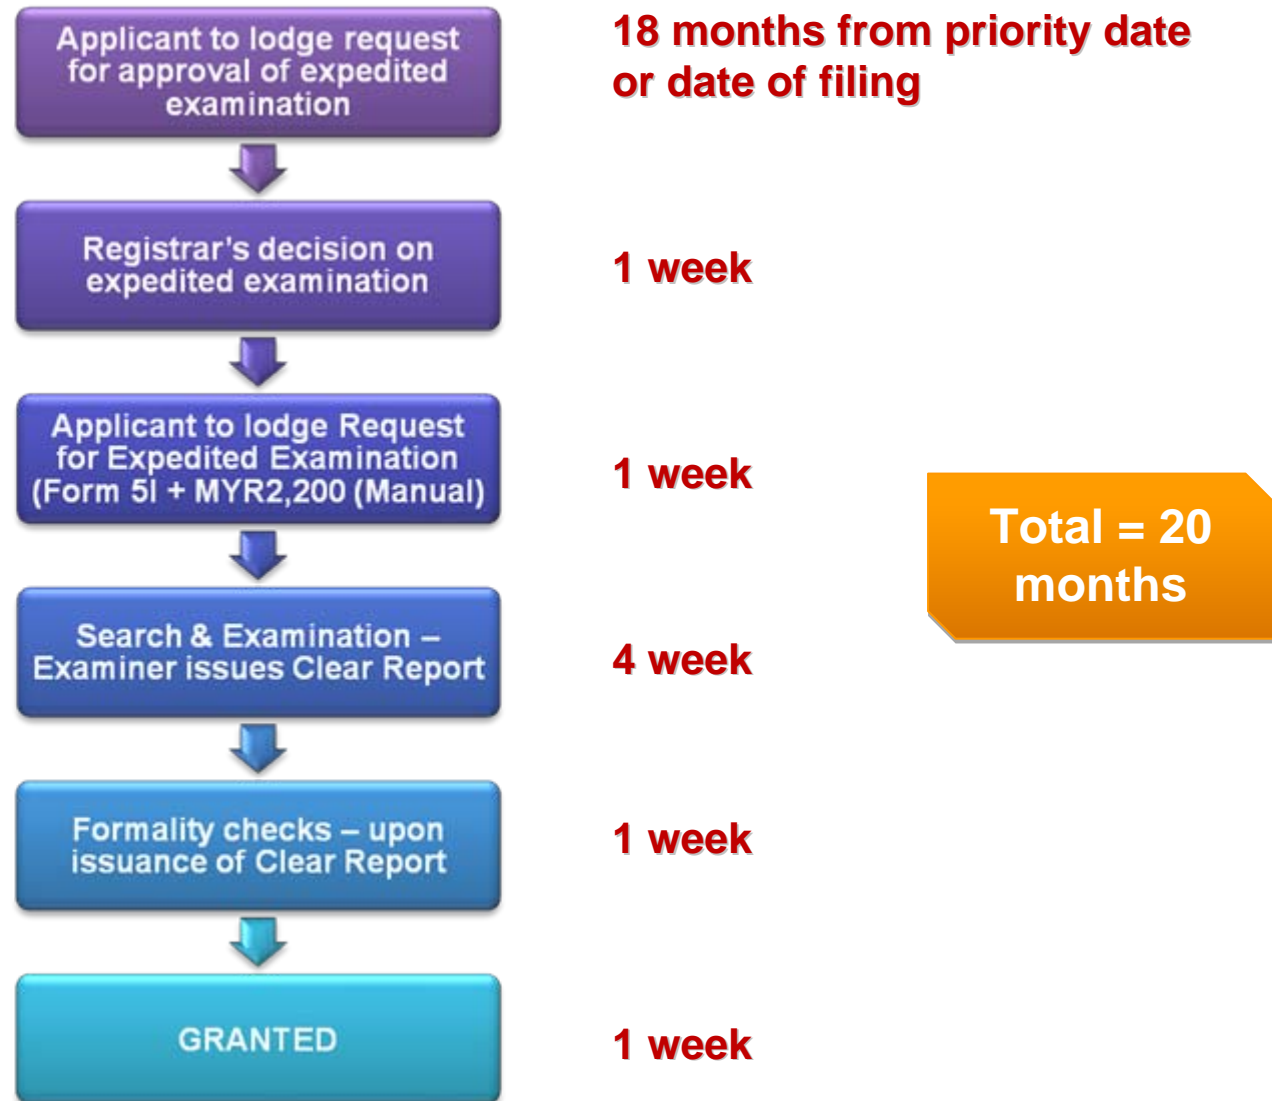 Applicant to lodge request
for approval of expedited
examination
18 months from priority date
or date of filing
Registrar's decision on
expedited examination
1 week
Applicant to lodge Request
for Expedited Examination
(Form 5I + MYR2,200 (Manual)
1 week
Total = 20
months
Search & Examination –
Examiner issues Clear Report
4 week
Formality checks – upon
issuance of Clear Report
1 week
GRANTED
1 week